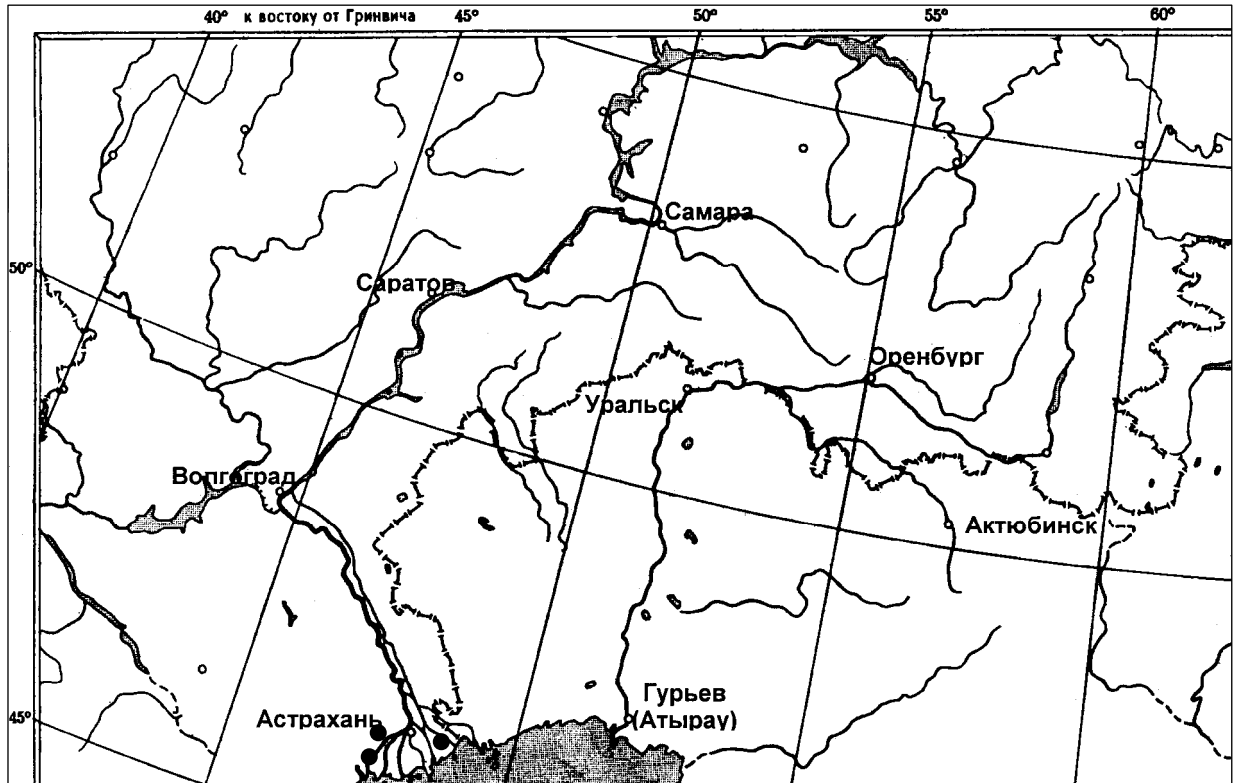 40° к востоку от Гринвича 45° 50° 55° 60°
Самара
50°
Саратов
Оренбург
Уральск
Волгоград
Актюбинск
Гурьев
(Атырау)
Астрахань
45°